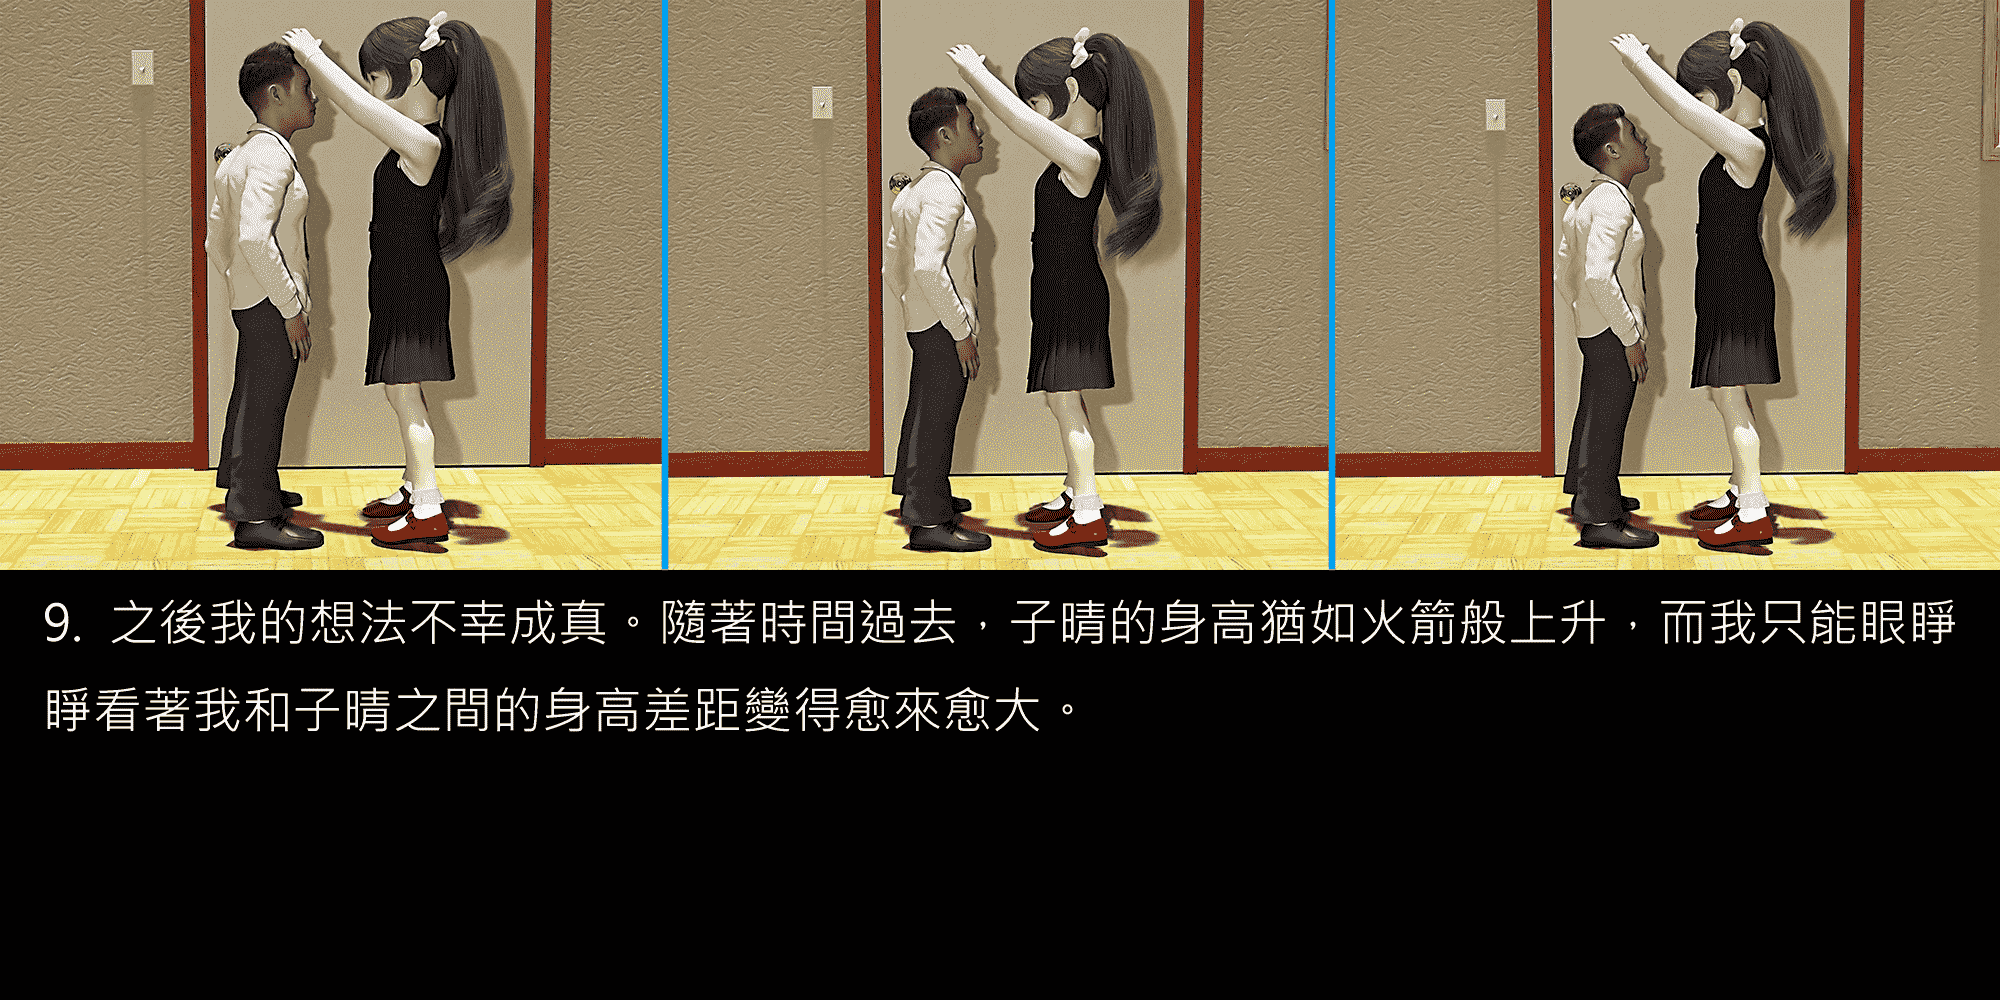 9. 之後我的想法不幸成真。隨著時間過去，子晴的身高猶如火箭般上升，而我只能眼睜
睜看著我和子晴之間的身高差距變得愈來愈大。